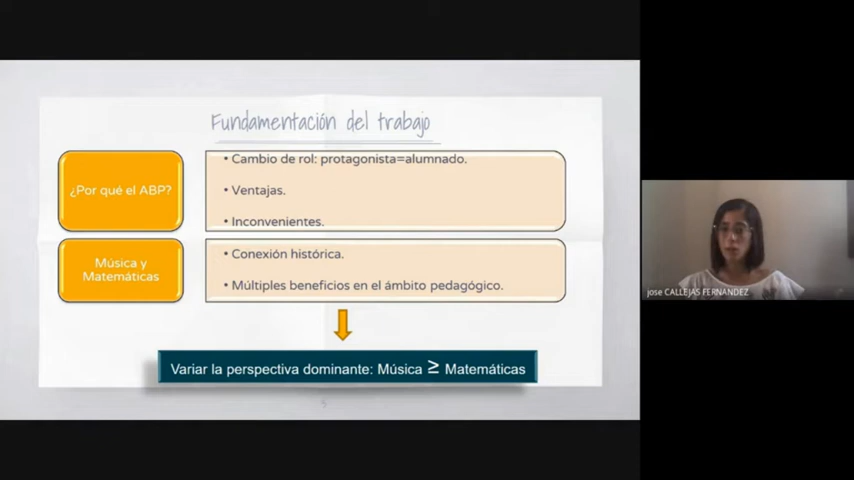 Fundamentación del trabajo
¿Por qué el ABP?
• Cambio de rol: protagonista=alumnado.
• Ventajas.
• Inconvenientes.
Música y
Matemáticas
• Conexión histórica.
• Múltiples beneficios en el ámbito pedagógico.
Variar la perspectiva dominante: Música ≥ Matemáticas
5
jose CALLEJAS FERNANDEZ